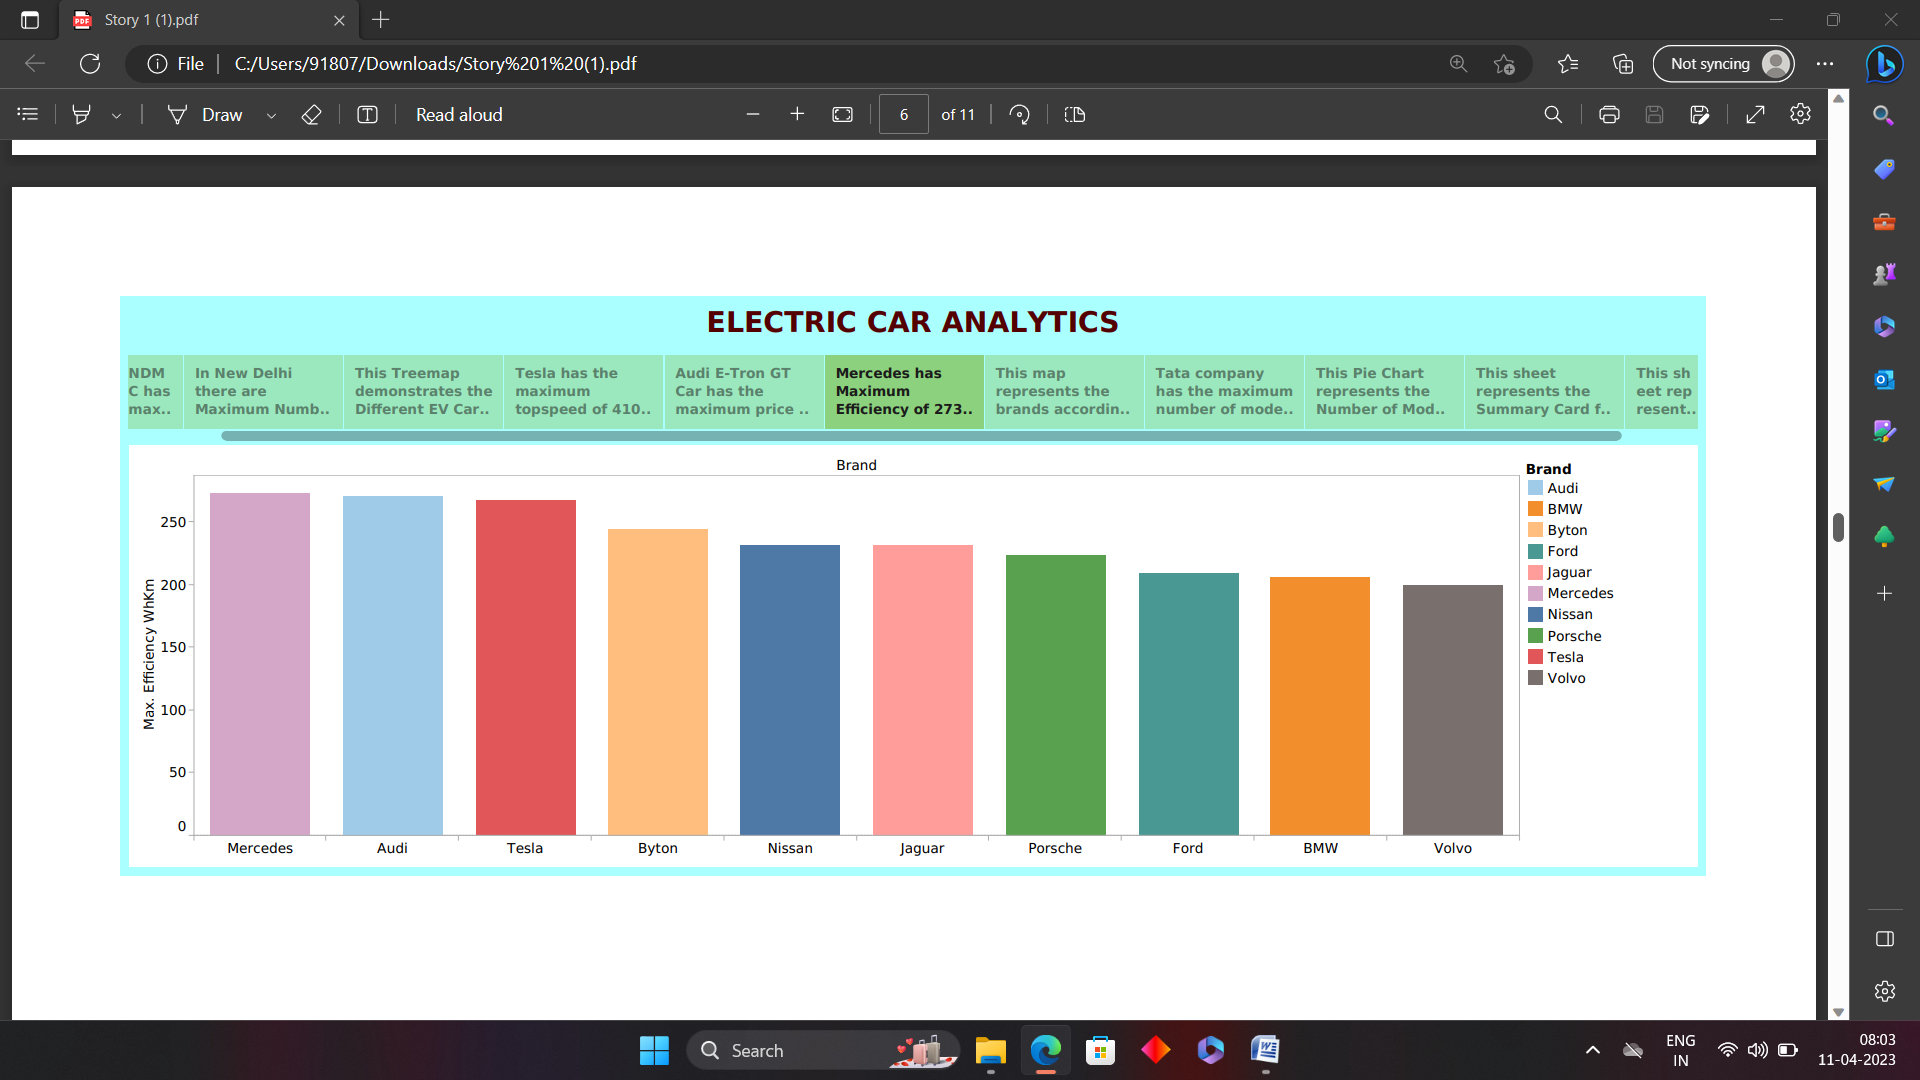 Story 1 (1).pdf
File
C:/Users/91807/Downloads/Story%201%20(1).pdf
Not syncing
Draw
Read aloud
6 of 11
ELECTRIC CAR ANALYTICS
NDM
C has
max..
In New Delhi
there are
Maximum Numb..
This Treemap
demonstrates the
Different EV Car..
Tesla has the
maximum
topspeed of 410..
Audi E-Tron GT
Car has the
maximum price ..
Mercedes has
Maximum
Efficiency of 273..
This map
represents the
brands accordin..
Tata company
has the maximum
number of mode..
This Pie Chart
represents the
Number of Mod..
This sheet
represents the
Summary Card f..
This sh
eet rep
resent..
Brand
Max. Efficiency WhKm
250
200
150
100
50
0
Mercedes
Audi
Tesla
Byton
Nissan
Jaguar
Porsche
Ford
BMW
Volvo
Brand
Audi
BMW
Byton
Ford
Jaguar
Mercedes
Nissan
Porsche
Tesla
Volvo
Search
ENG
IN
08:03
11-04-2023